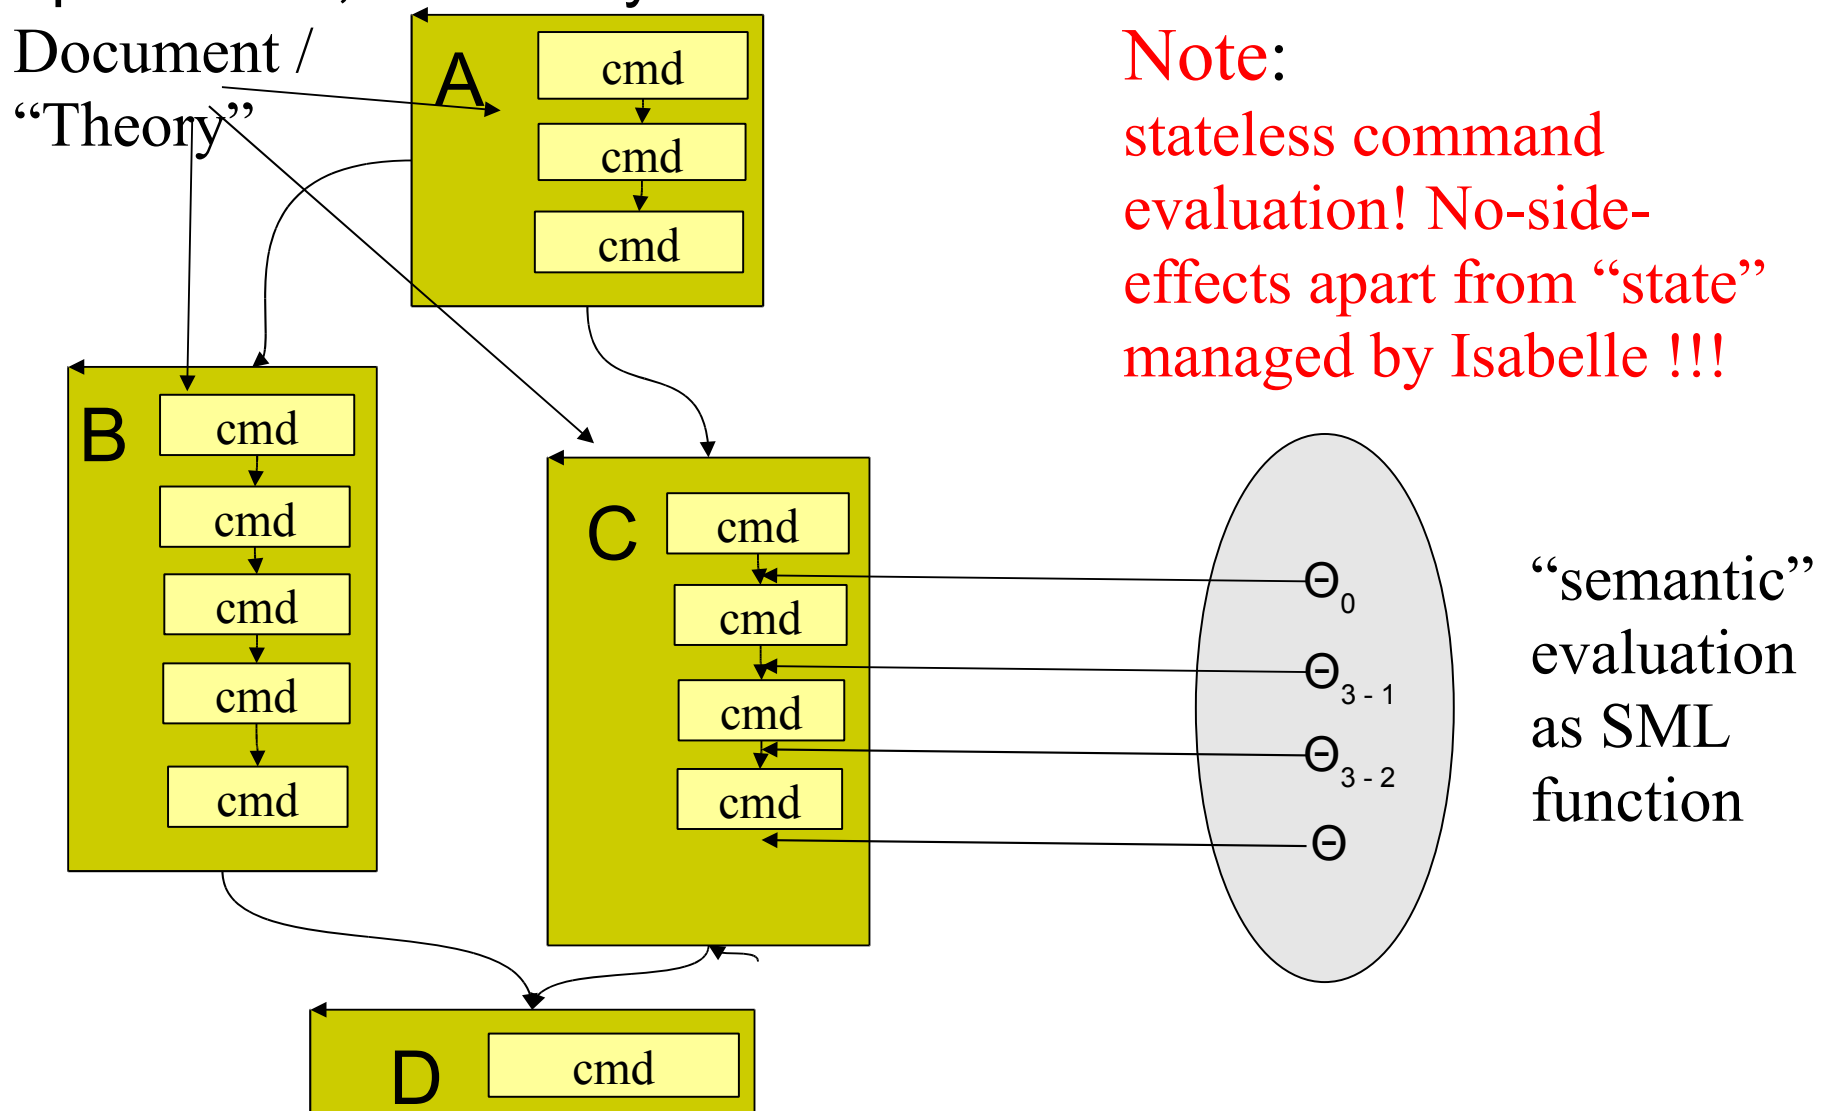 Document /
“Theory”
A
cmd
cmd
cmd
Note:
stateless command
evaluation! No-side-
effects apart from “state”
managed by Isabelle !!!
B
cmd
cmd
cmd
cmd
cmd
C
cmd
cmd
cmd
cmd
Θ0
Θ3 - 1
Θ3 - 2
Θ
“semantic”
evaluation
as SML
function
D
cmd